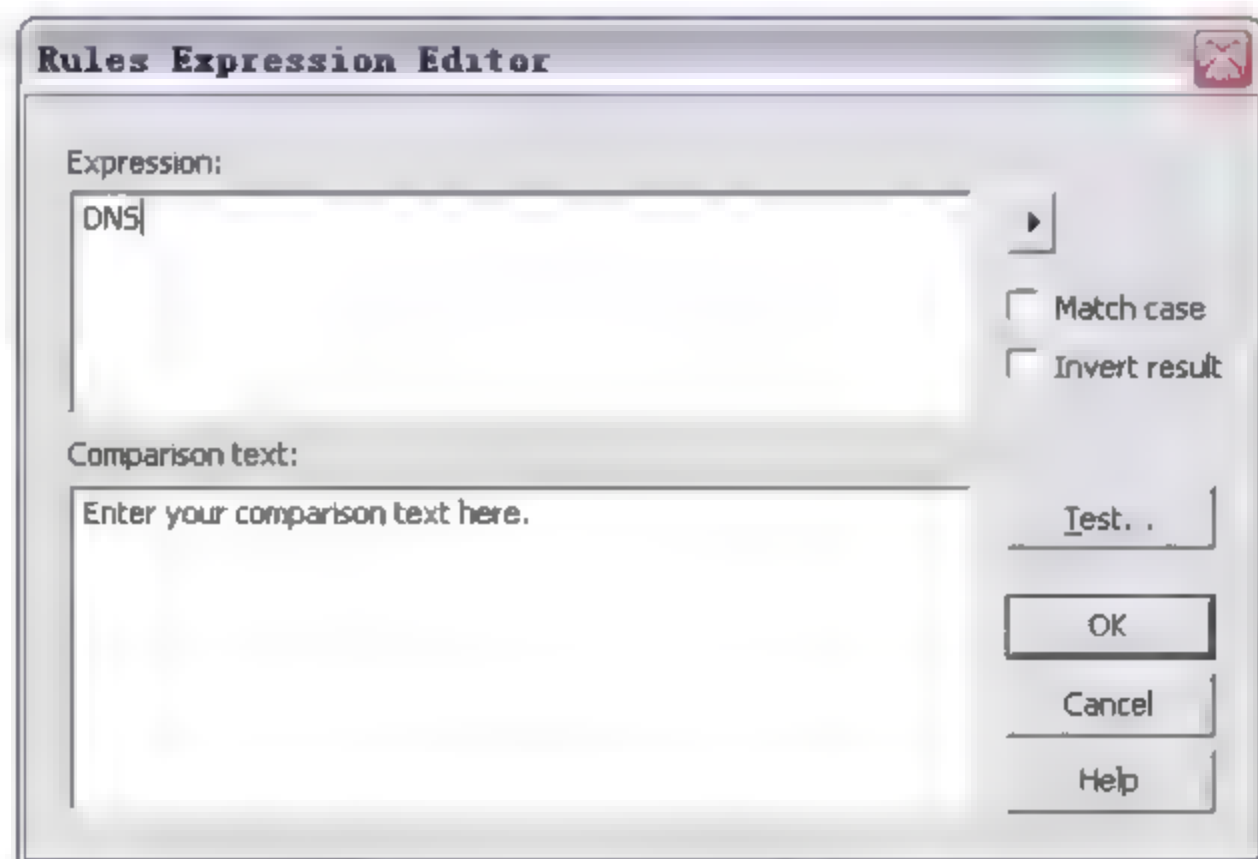 Rules Expression Editor
Expression:
DNS
Match case
Invert result
Comparison text:
Enter your comparison text here.
Test. .
OK
Cancel
Help